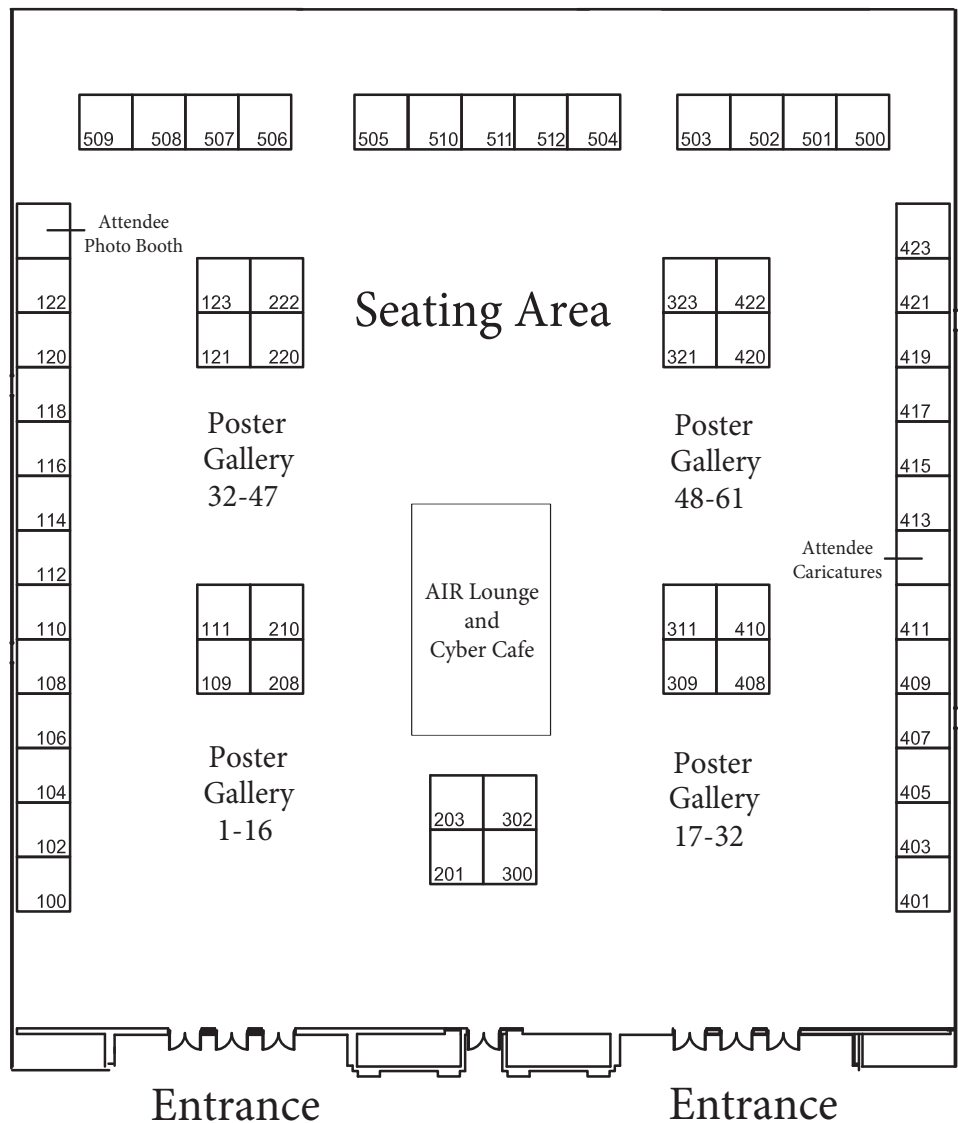 509 508 507 506 505 510 511 512 504 503 502 501 500
Attendee
Photo Booth
423
122 123 222 323 422 421
Seating Area
120 121 220 321 420 419
118 417
Poster
Gallery
32-47
Poster
Gallery
48-61
116 415
114 413
Attendee
Caricatures
112
AIR Lounge
and
Cyber Cafe
110 111 210 311 410 411
108 109 208 309 408 409
106 407
Poster
Gallery
1-16
Poster
Gallery
17-32
104 405
203 302
102 403
201 300
100 401
Entrance
Entrance